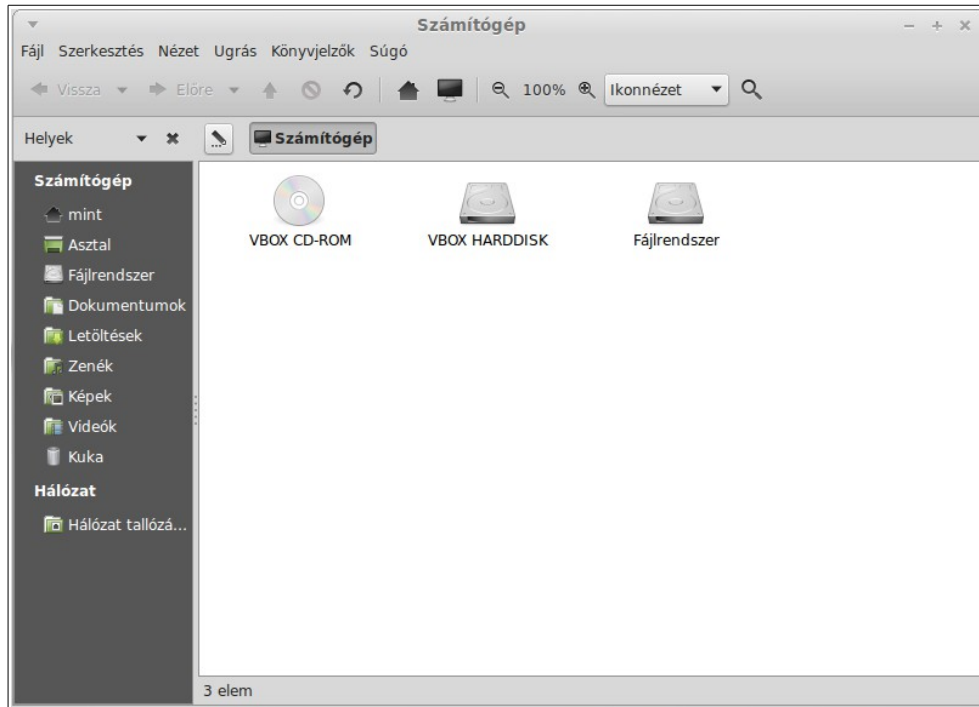 Számítógép
Fájl Szerkesztés Nézet Ugrás Könyvjelzők Súgó
Vissza Előre 100% Ikonnézet
Helyek Számítógép
Számítógép
mint
Asztal
Fájlrendszer
Dokumentumok
Letöltések
Zenék
Képek
Videók
Kuka
Hálózat
Hálózat tallózá...
VBOX CD-ROM VBOX HARDDISK Fájlrendszer
3 elem